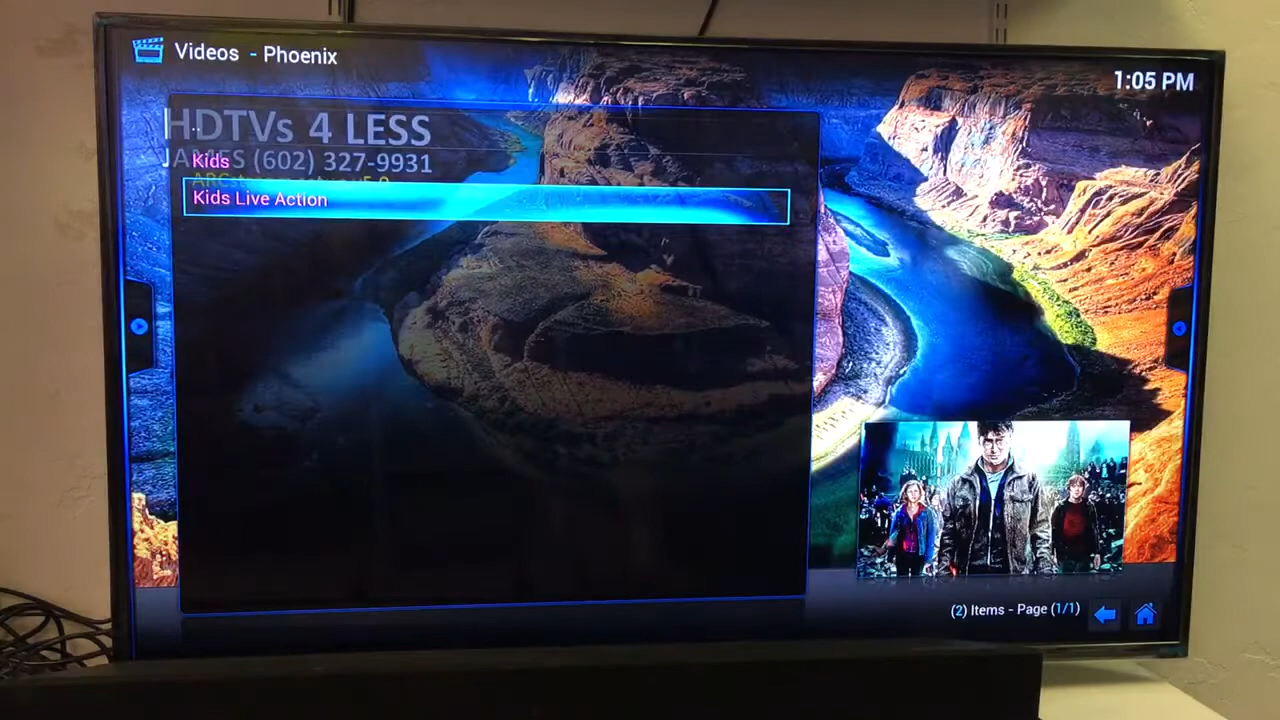 Videos - Phoenix
1:05 PM
HDTVs 4 LESS
..
JAMES (602) 327-9931
Kids
Kids Live Action
(2) Items - Page (1/1)